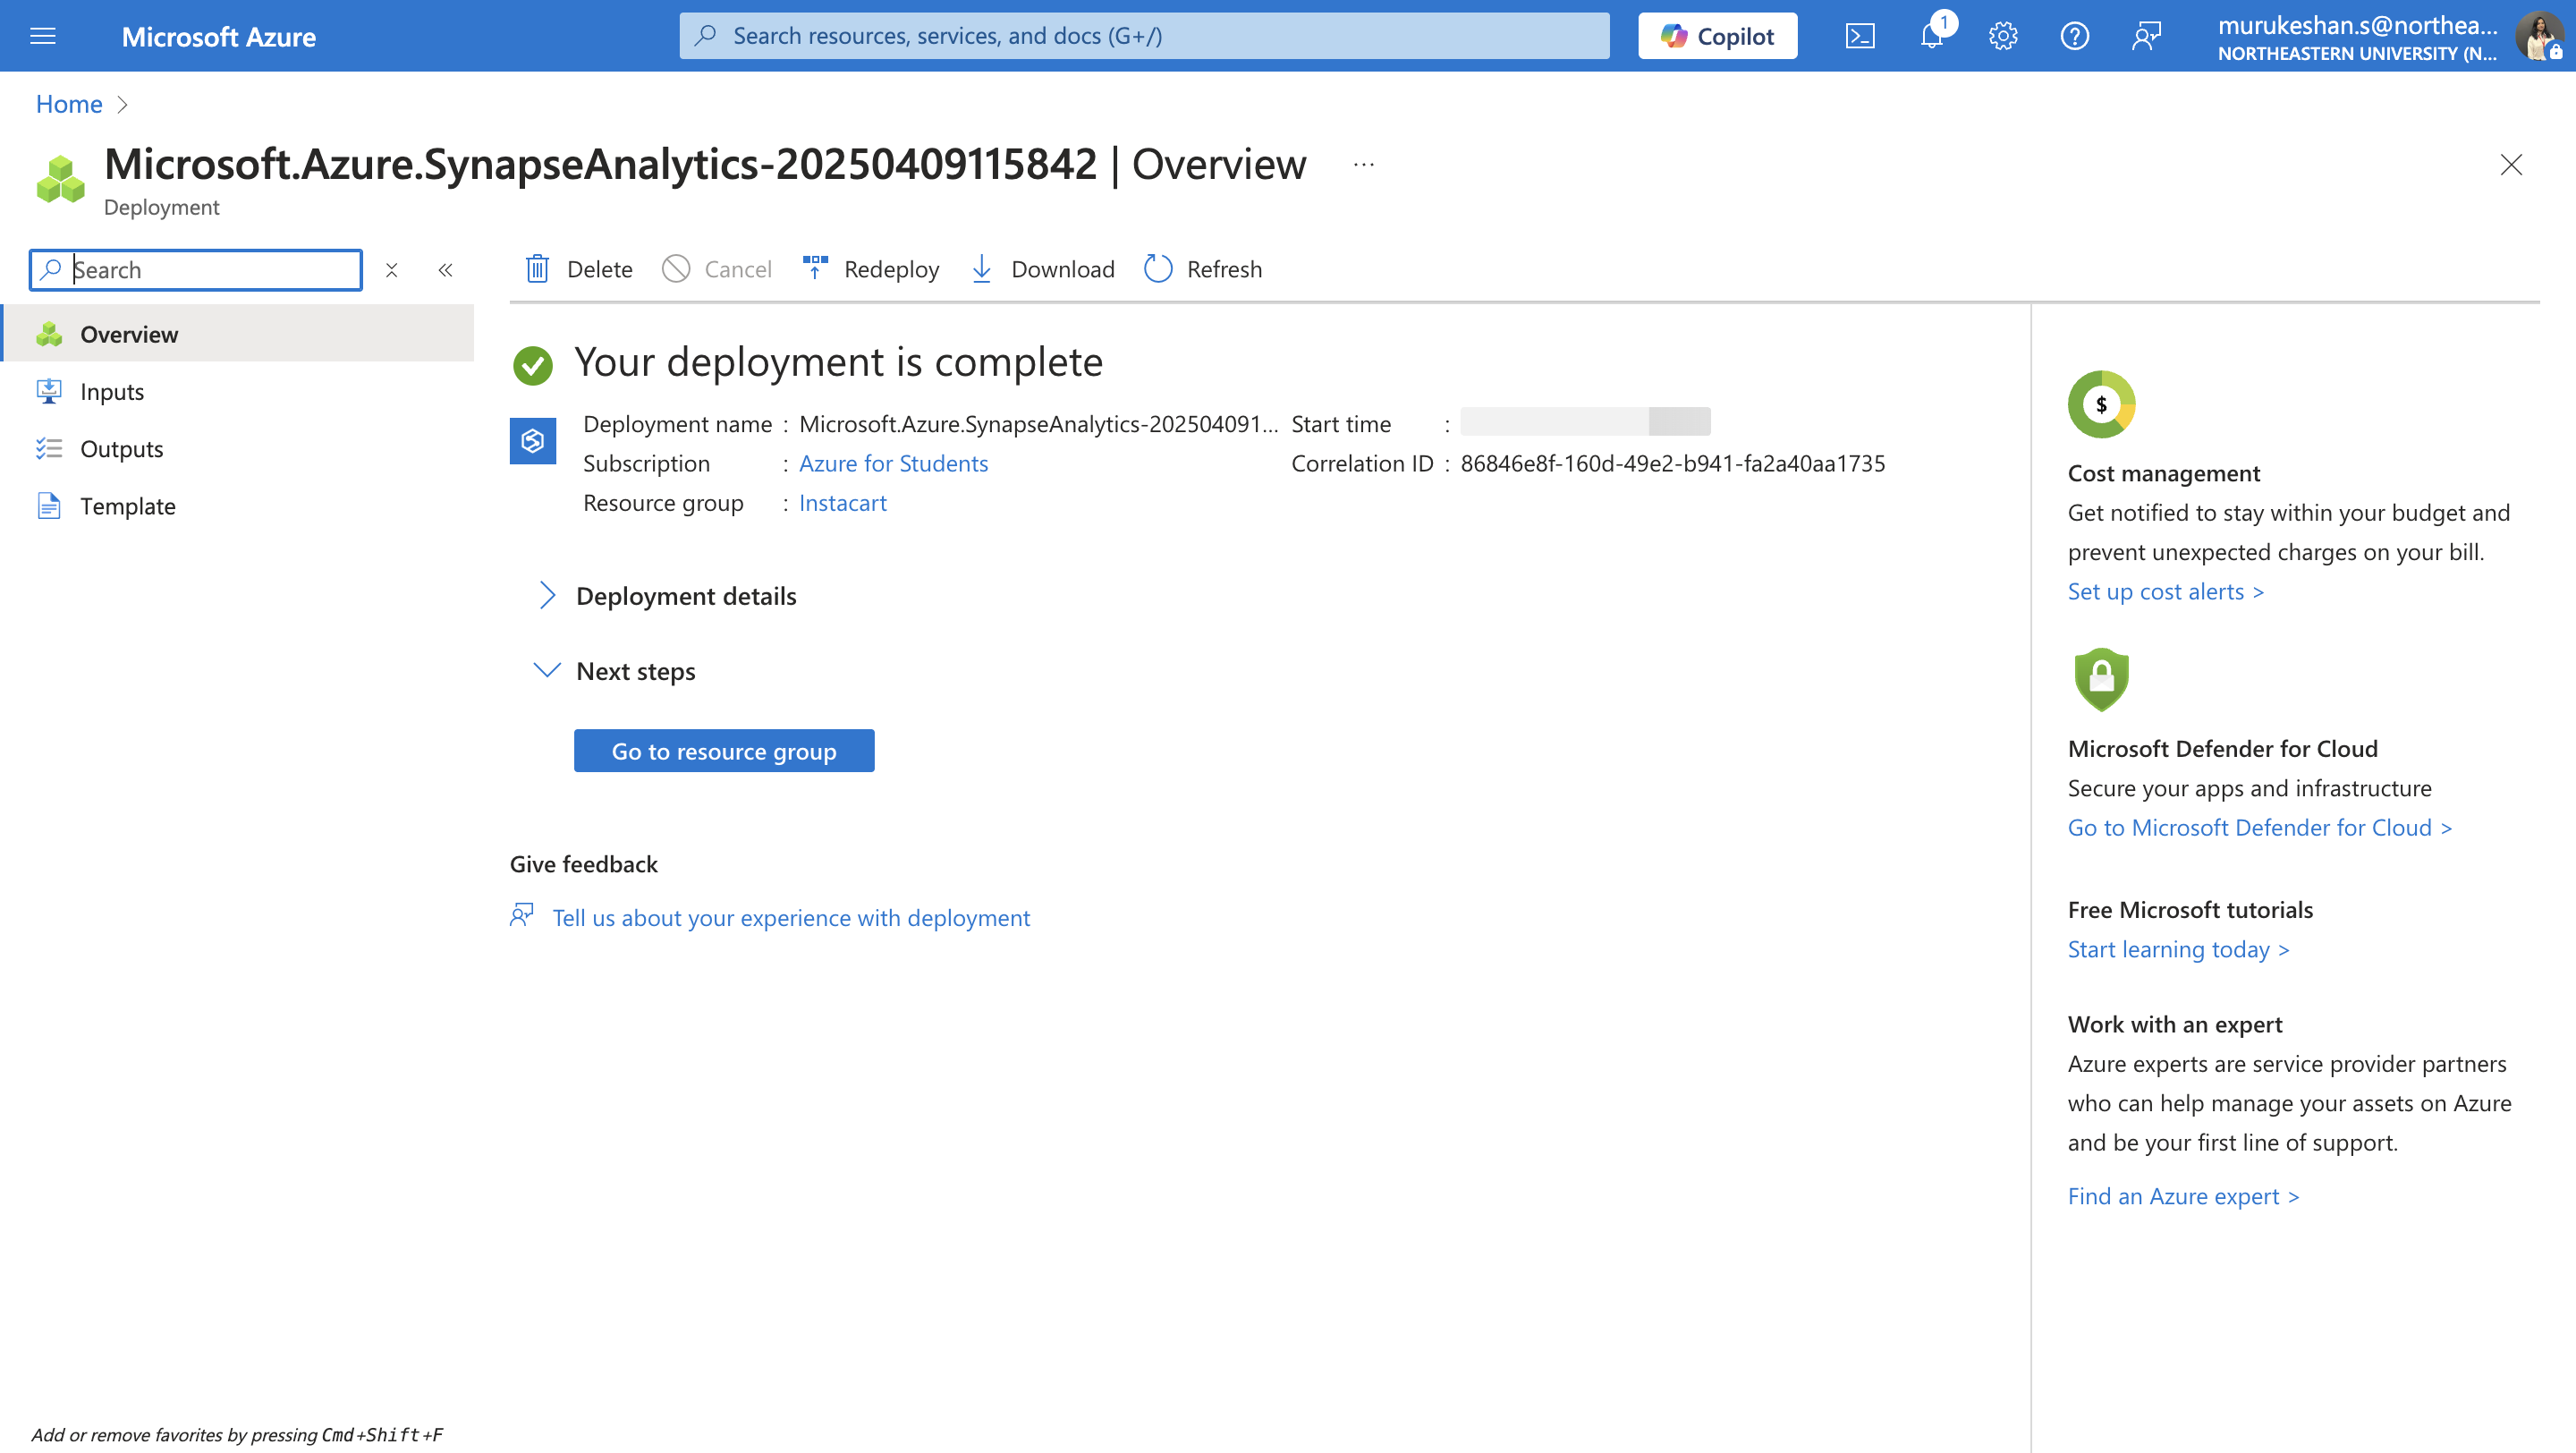 Microsoft Azure
Search resources, services, and docs (G+/)
Copilot
1
murukeshan.s@northea...
NORTHEASTERN UNIVERSITY (N...
Home
Microsoft.Azure.SynapseAnalytics-20250409115842 | Overview
...
Deployment
Search
Delete
Cancel
Redeploy
Download
Refresh
Overview
Inputs
Outputs
Template
Your deployment is complete
Deployment name : Microsoft.Azure.SynapseAnalytics-202504091...
Subscription : Azure for Students
Resource group : Instacart
Start time :
Correlation ID : 86846e8f-160d-49e2-b941-fa2a40aa1735
Deployment details
Next steps
Go to resource group
Give feedback
Tell us about your experience with deployment
$
Cost management
Get notified to stay within your budget and
prevent unexpected charges on your bill.
Set up cost alerts >
Microsoft Defender for Cloud
Secure your apps and infrastructure
Go to Microsoft Defender for Cloud >
Free Microsoft tutorials
Start learning today >
Work with an expert
Azure experts are service provider partners
who can help manage your assets on Azure
and be your first line of support.
Find an Azure expert >
Add or remove favorites by pressing Cmd+Shift+F